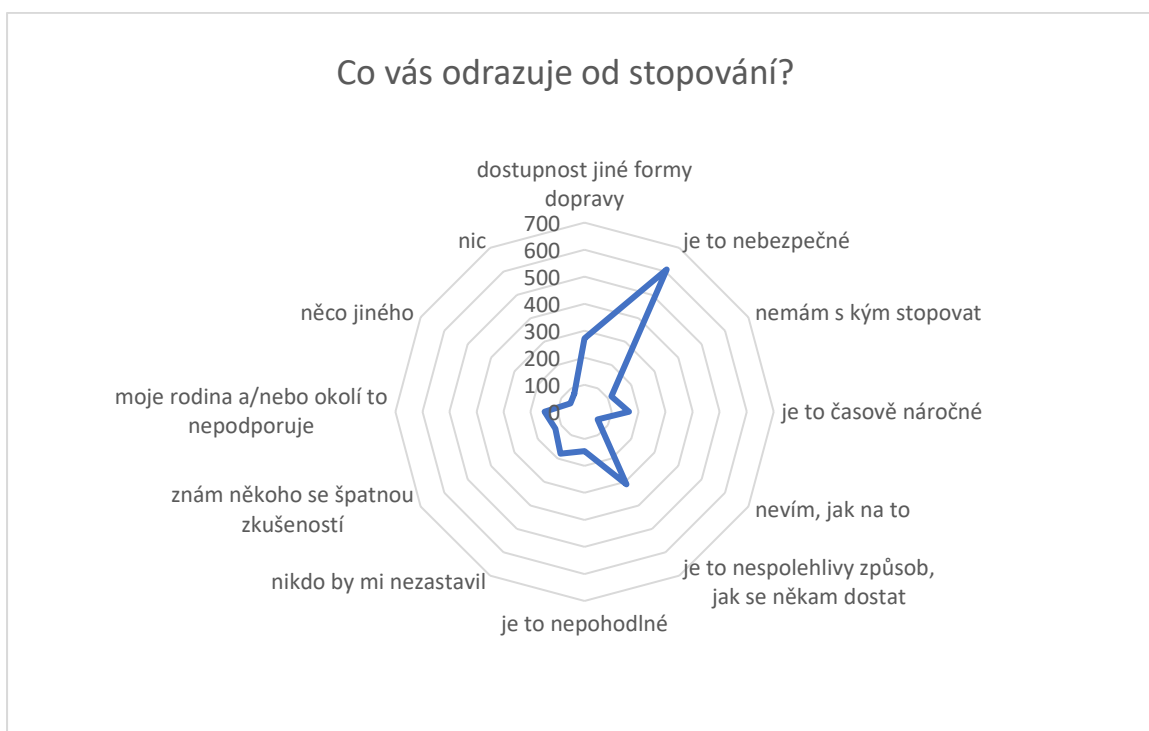 Co vás odrazuje od stopování?
dostupnost jiné formy
dopravy
700
600
500
400
300
200
100
0
je to nebezpečné
nemám s kým stopovat
je to časově náročné
nevím, jak na to
je to nespolehlivy způsob,
jak se někam dostat
je to nepohodlné
nikdo by mi nezastavil
znám někoho se špatnou
zkušeností
moje rodina a/nebo okolí to
nepodporuje
něco jiného
nic